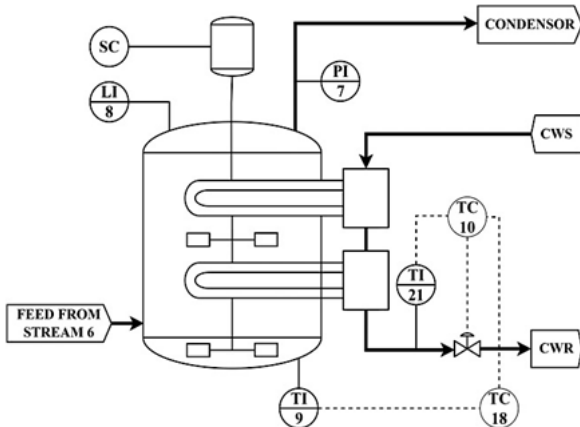 CONDENSOR
SC
PI
7
LI
8
CWS
TC
10
TI
21
FEED FROM
STREAM 6
CWR
TI
9
TC
18